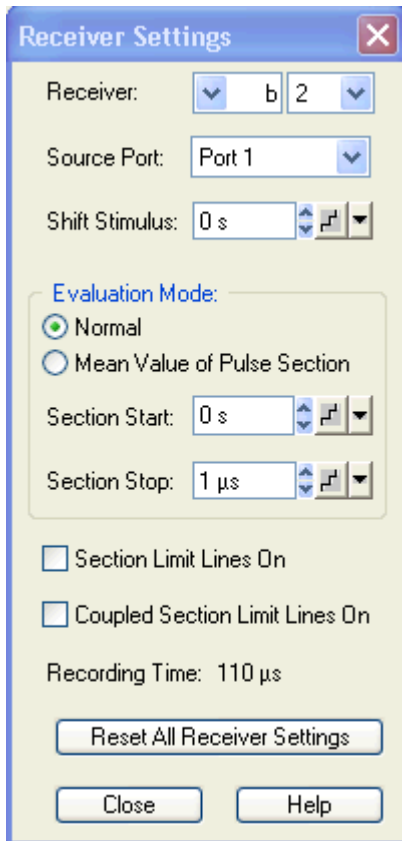 Receiver Settings
Receiver: b 2
Source Port: Port 1
Shift Stimulus: 0 s
Evaluation Mode:
Normal
Mean Value of Pulse Section
Section Start: 0 s
Section Stop: 1 µs
Section Limit Lines On
Coupled Section Limit Lines On
Recording Time: 110 µs
Reset All Receiver Settings
Close Help